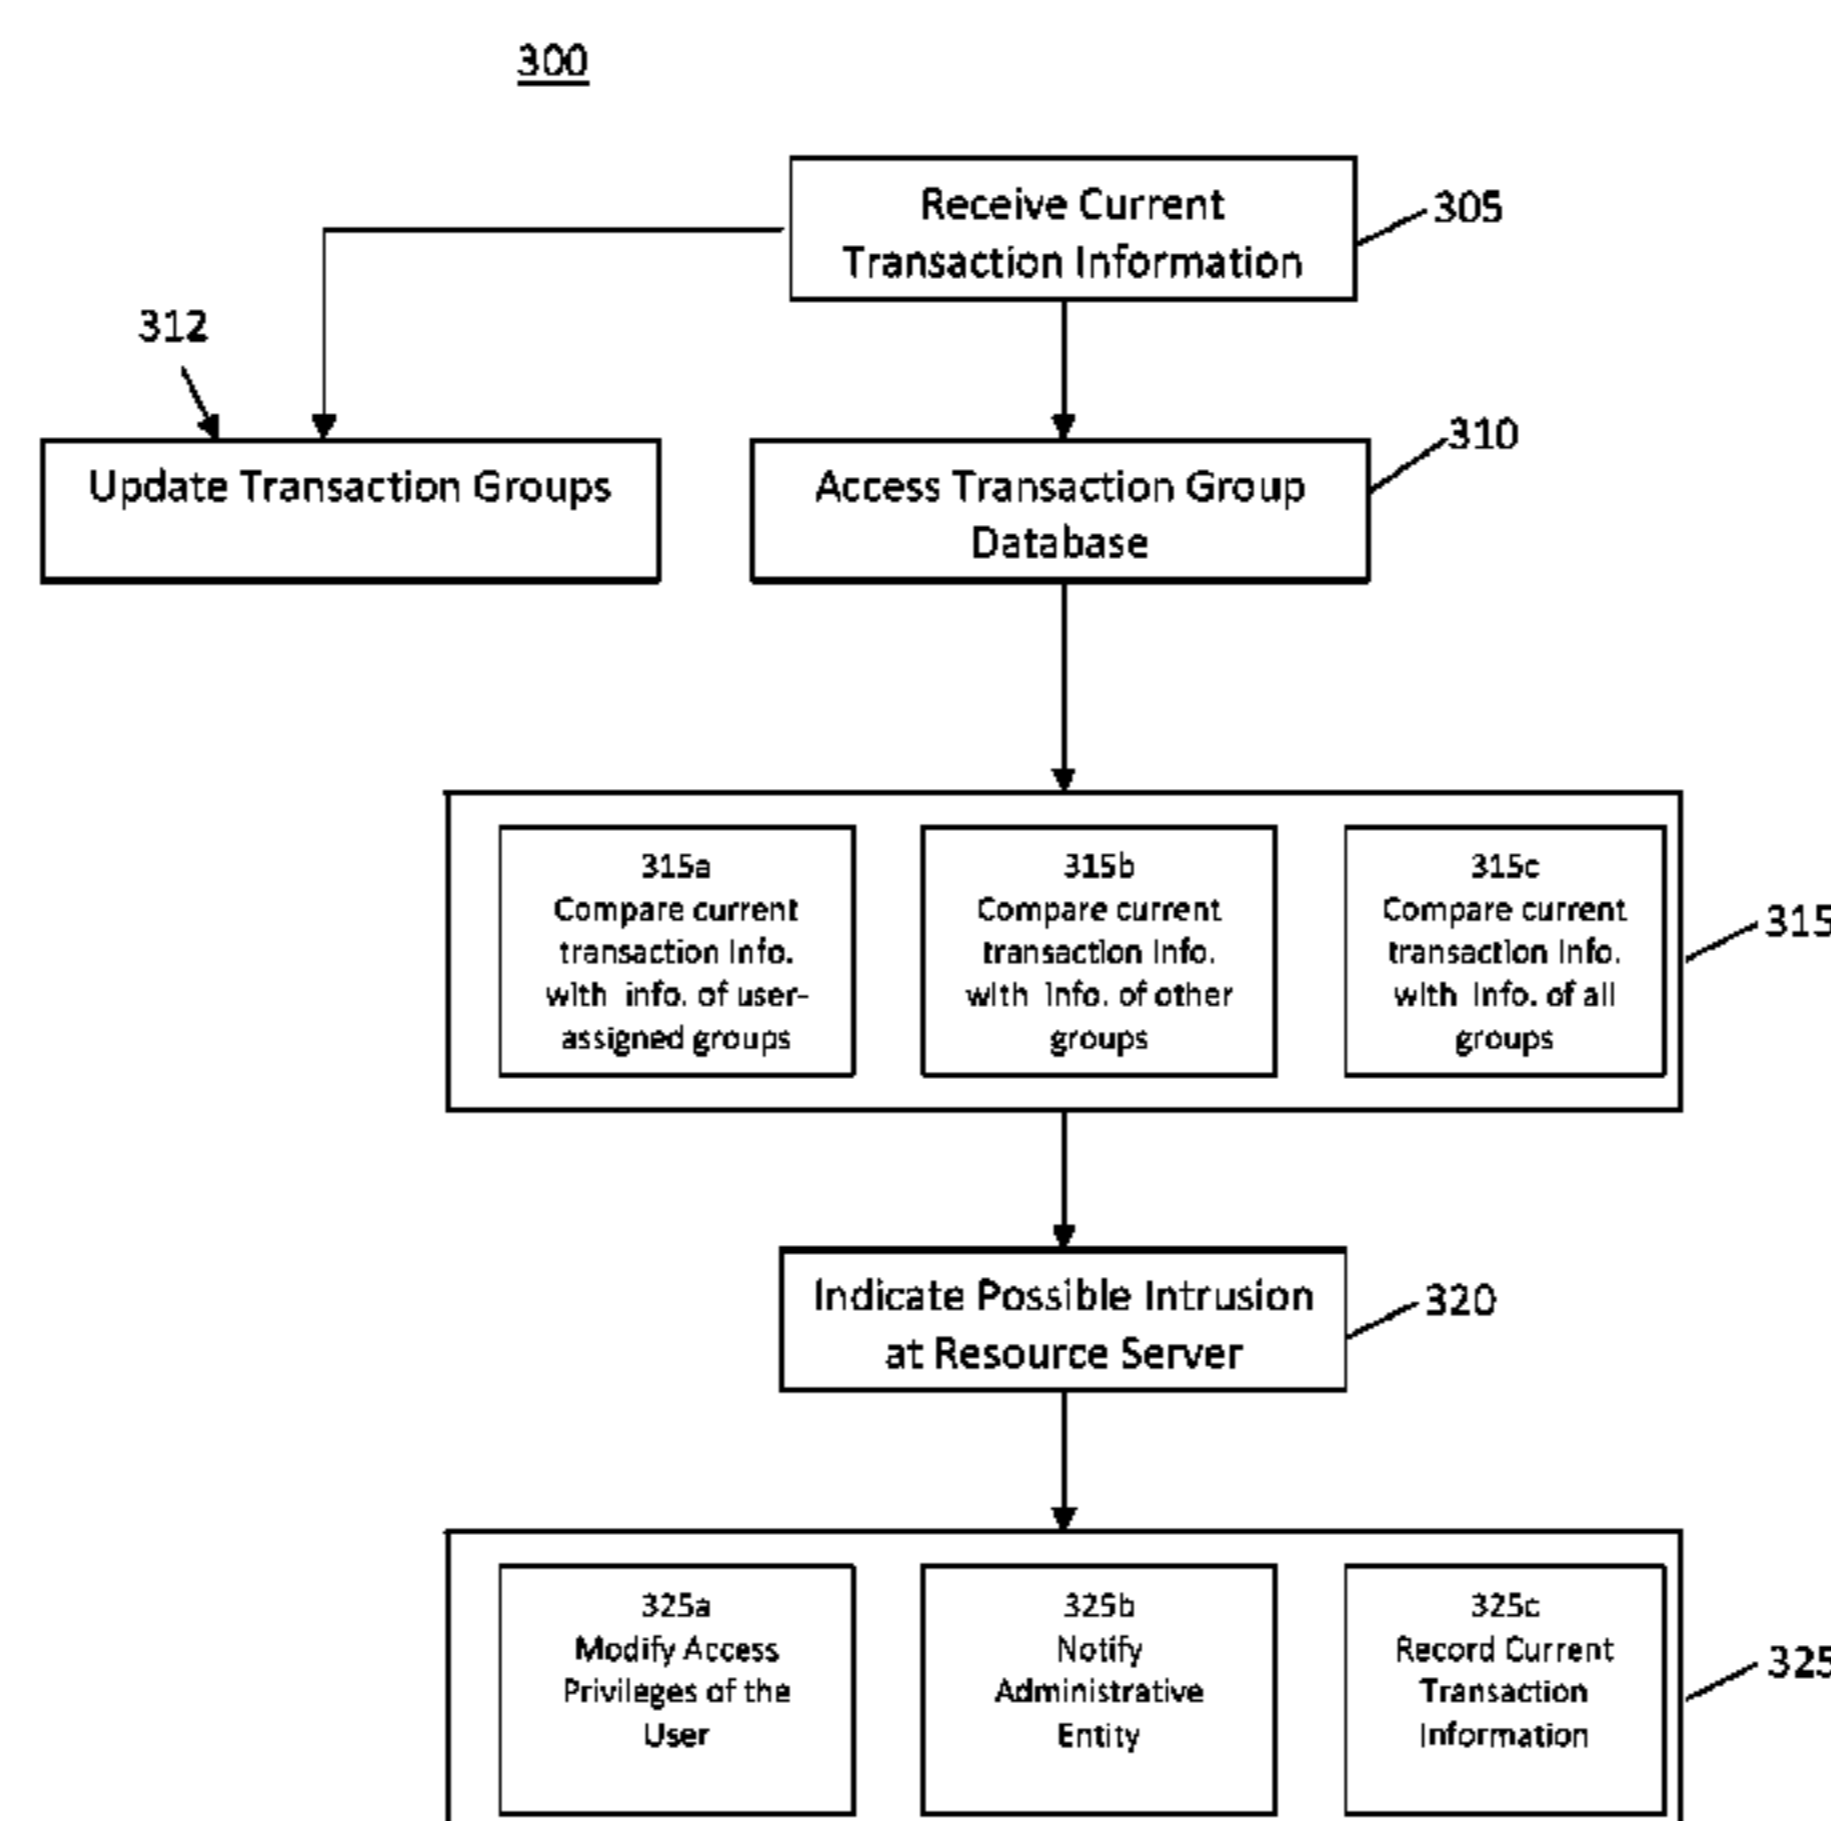 300
Receive Current
Transaction Information
305
312
Update Transaction Groups
Access Transaction Group
Database
310
315a
Compare current
transaction Info.
with info. of user-
assigned groups
315b
Compare current
transaction Info.
with Info. of other
groups
315c
Compare current
transaction Info.
with Info. of all
groups
315
Indicate Possible Intrusion
at Resource Server
320
325a
Modify Access
Privileges of the
User
325b
Notify
Administrative
Entity
325c
Record Current
Transaction
Information
325